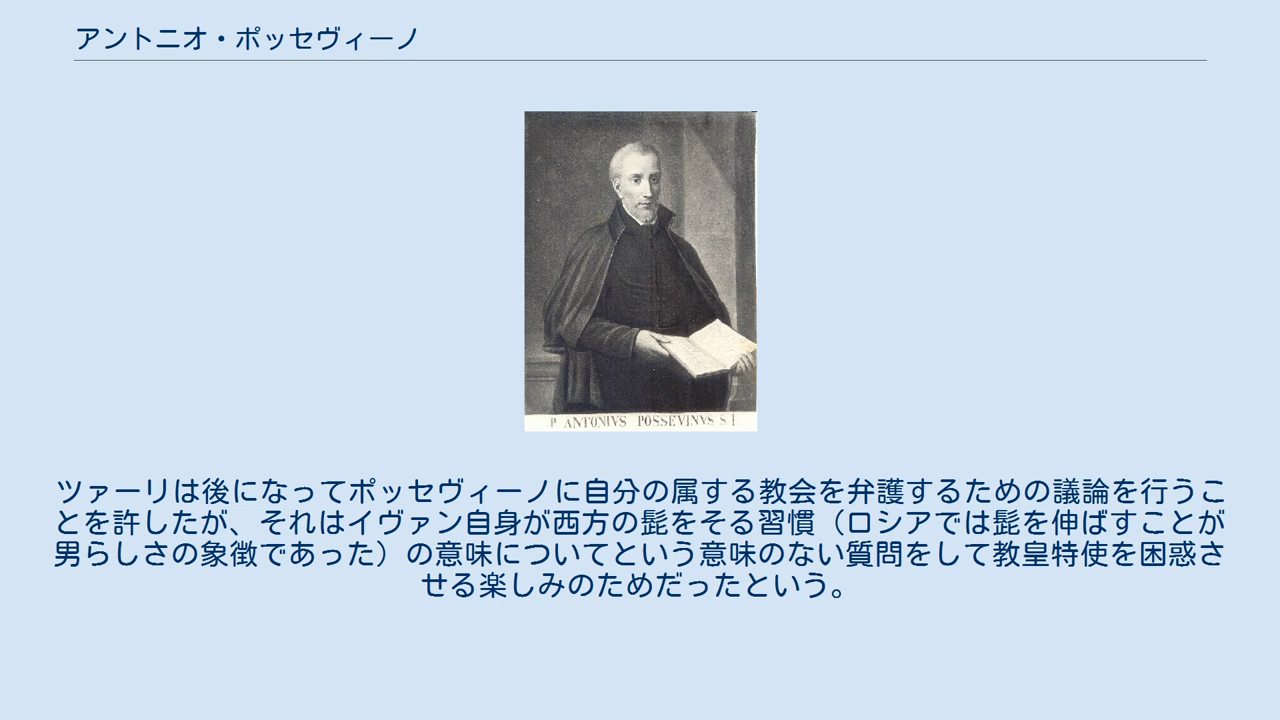 アントニオ・ポッセヴィーノ
P ANTONIVS POSSEVINVS S I
ツァーリは後になってポッセヴィーノに自分の属する教会を弁護するための議論を行うこ
とを許したが、それはイヴァン自身が西方の髭をそる習慣（ロシアでは髭を伸ばすことが
男らしさの象徴であった）の意味についてという意味のない質問をして教皇特使を困惑さ
せる楽しみのためだったという。